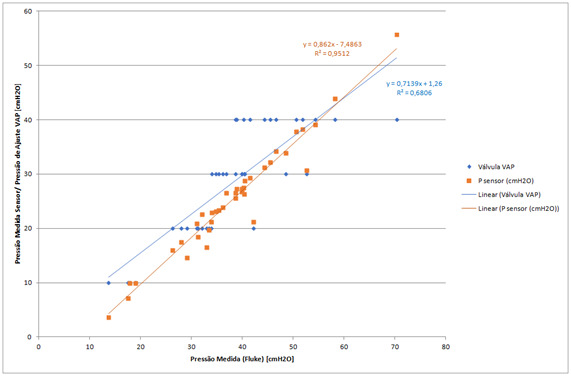 60
50
40
30
20
10
0
0 10 20 30 40 50 60 70 80
Pressão Medida Sensor/ Pressão de Ajuste VAP [cmH2O]
Pressão Medida (Fluke) [cmH2O]
y = 0,862x - 7,4863
R² = 0,9512
y = 0,7139x + 1,26
R² = 0,6806
Válvula VAP
P sensor (cmH2O)
Linear (Válvula VAP)
Linear (P sensor (cmH2O))